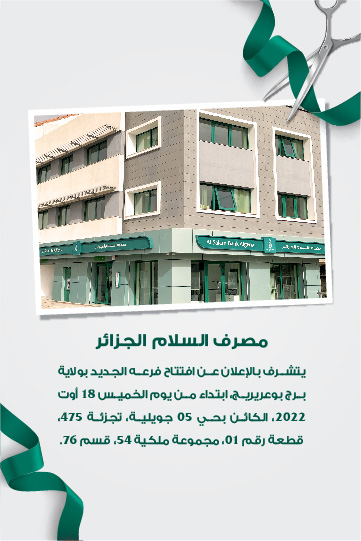 Al Salam Bank Algeria
مصرف السلام الجزائر
يتشرف بالإعلان عن افتتاح فرعه الجديد بولاية
برج بوعريريج، ابتداء من يوم الخميس 18 أوت
2022، الكائن بحي 05 جويلية، تجزئة 475،
قطعة رقم 01، مجموعة ملكية 54، قسم 76.